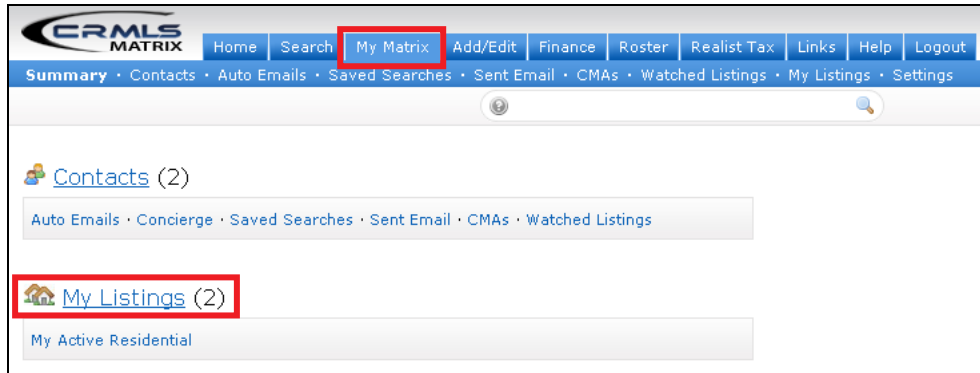 CRMLS
MATRIX
Home Search My Matrix Add/Edit Finance Roster Realist Tax Links Help Logout
Summary · Contacts · Auto Emails · Saved Searches · Sent Email · CMAs · Watched Listings · My Listings · Settings
?
Contacts (2)
Auto Emails · Concierge · Saved Searches · Sent Email · CMAs · Watched Listings
My Listings (2)
My Active Residential